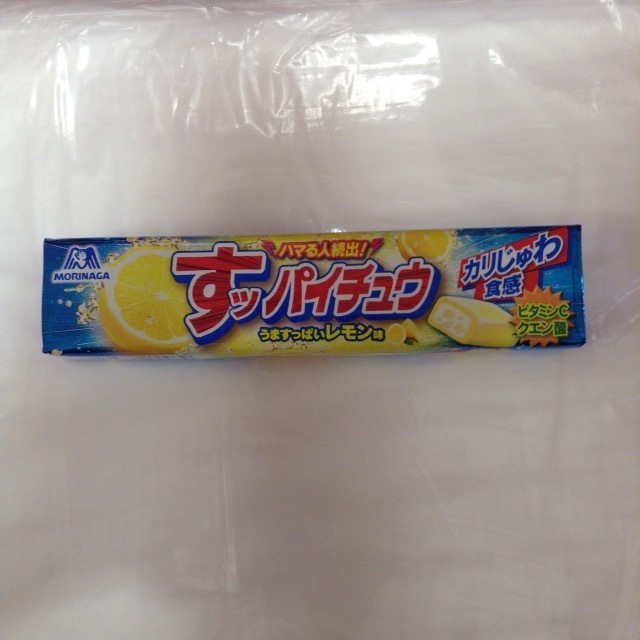 MORINAGA
ハマる人続出!
すッパイチュウ
うますっぱいレモン味
カリじゅわ
食感
ビタミンC
クエン酸